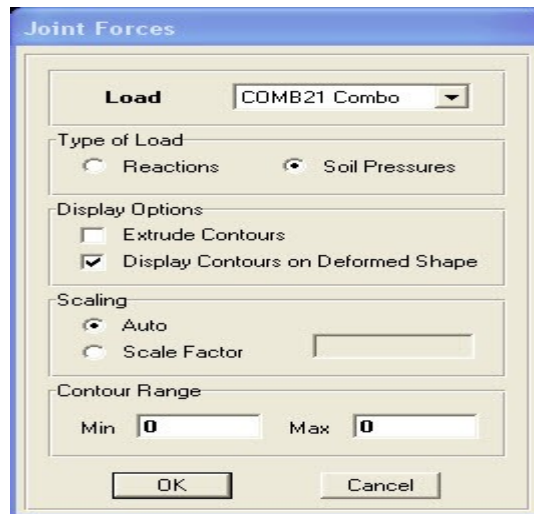 Joint Forces
Load COMB21 Combo
Type of Load
Reactions Soil Pressures
Display Options
Extrude Contours
Display Contours on Deformed Shape
Scaling
Auto
Scale Factor
Contour Range
Min 0 Max 0
OK Cancel